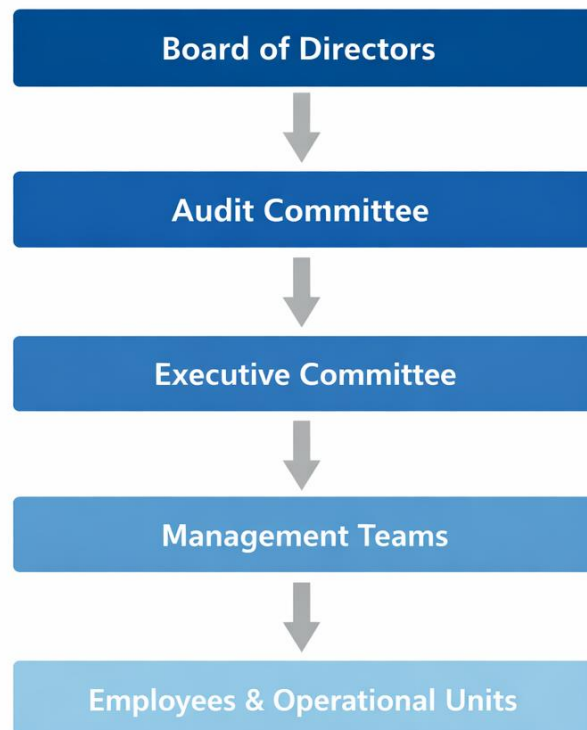 Board of Directors
Audit Committee
Executive Committee
Management Teams
Employees & Operational Units